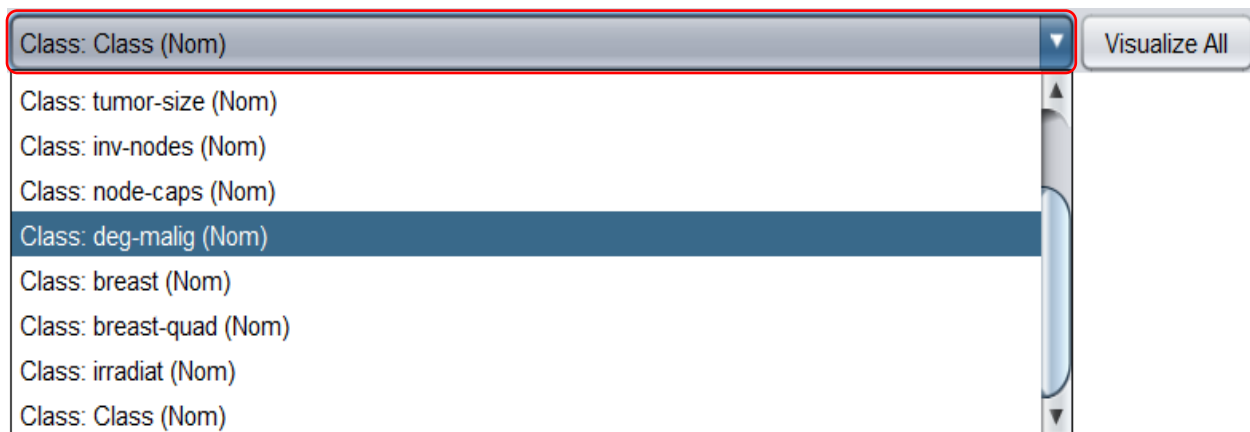 Class: Class (Nom)
Visualize All
Class: tumor-size (Nom)
Class: inv-nodes (Nom)
Class: node-caps (Nom)
Class: deg-malig (Nom)
Class: breast (Nom)
Class: breast-quad (Nom)
Class: irradiat (Nom)
Class: Class (Nom)